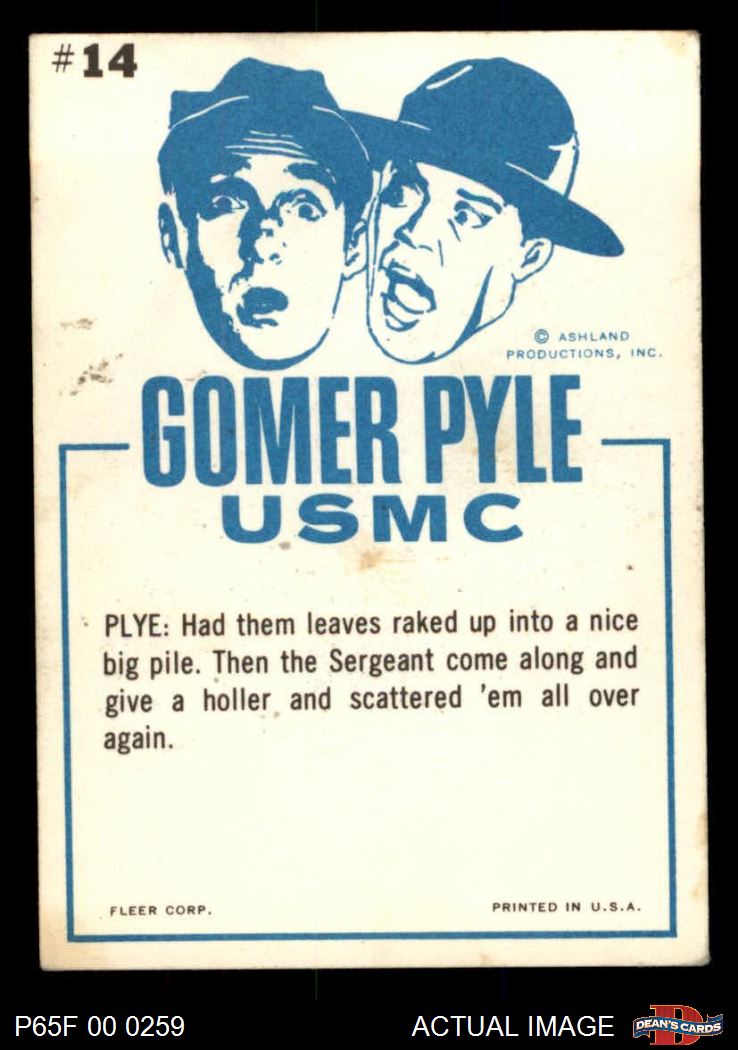 #14
© ASHLAND
PRODUCTIONS, INC.
GOMER PYLE
USMC
PLYE: Had them leaves raked up into a nice
big pile. Then the Sergeant come along and
give a holler and scattered 'em all over
again.
FLEER CORP.
PRINTED IN U.S.A.
P65F 00 0259
ACTUAL IMAGE
D
DEAN'S CARDS